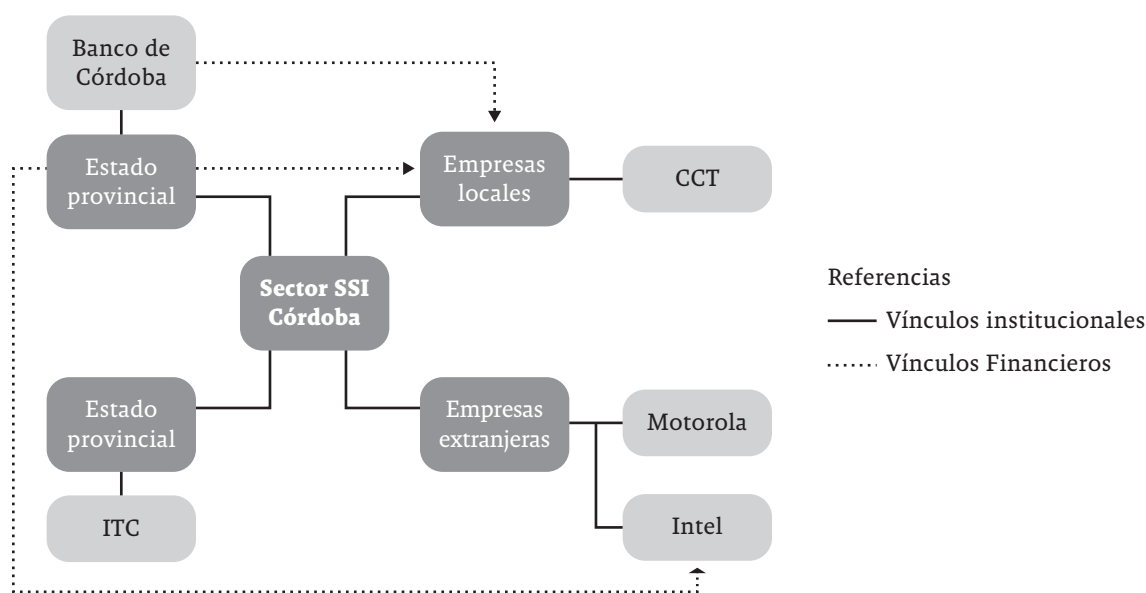 Banco de
Córdoba
Estado
provincial
Empresas
locales
CCT
Sector SSI
Córdoba
Referencias
Vínculos institucionales
Vínculos Financieros
Estado
provincial
Empresas
extranjeras
Motorola
ITC
Intel